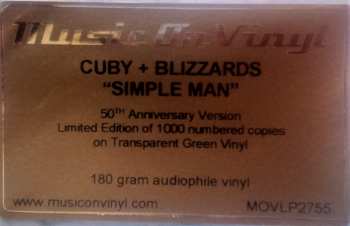 Music On Vinyl
CUBY + BLIZZARDS
"SIMPLE MAN"
50TH Anniversary Version
Limited Edition of 1000 numbered copies
on Transparent Green Vinyl
180 gram audiophile vinyl
www.musiconvinyl.com MOVLP2755